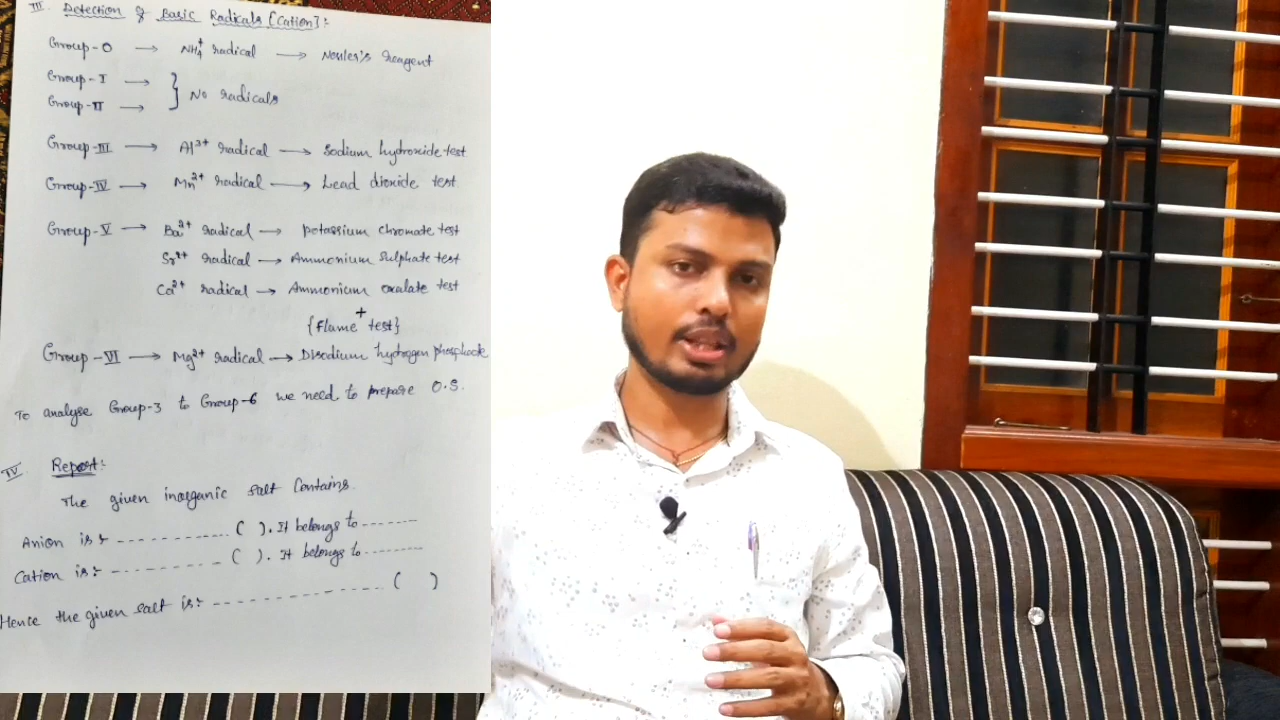 III. Detection of Basic Radicals [Cation]:-
Group-0 → NH₄⁺ radical → Nessler's reagent
Group-I →
} No radicals
Group-II →
Group-III → Al³⁺ radical → Sodium hydroxide test
Group-IV → Mn²⁺ radical → Lead dioxide test
Group-V → Ba²⁺ radical → potassium chromate test
Sr²⁺ radical → Ammonium sulphate test
Ca²⁺ radical → Ammonium oxalate test
+
{flame test}
Group-VI → Mg²⁺ radical → Disodium hydrogen phosphate
To analyse Group-3 to Group-6 we need to prepare O.S.
IV. Report:-
The given inorganic salt contains
Anion is:- ------------ ( ). It belongs to -------
Cation is:- ------------ ( ). It belongs to -------
Hence the given salt is:- ------------------ ( )